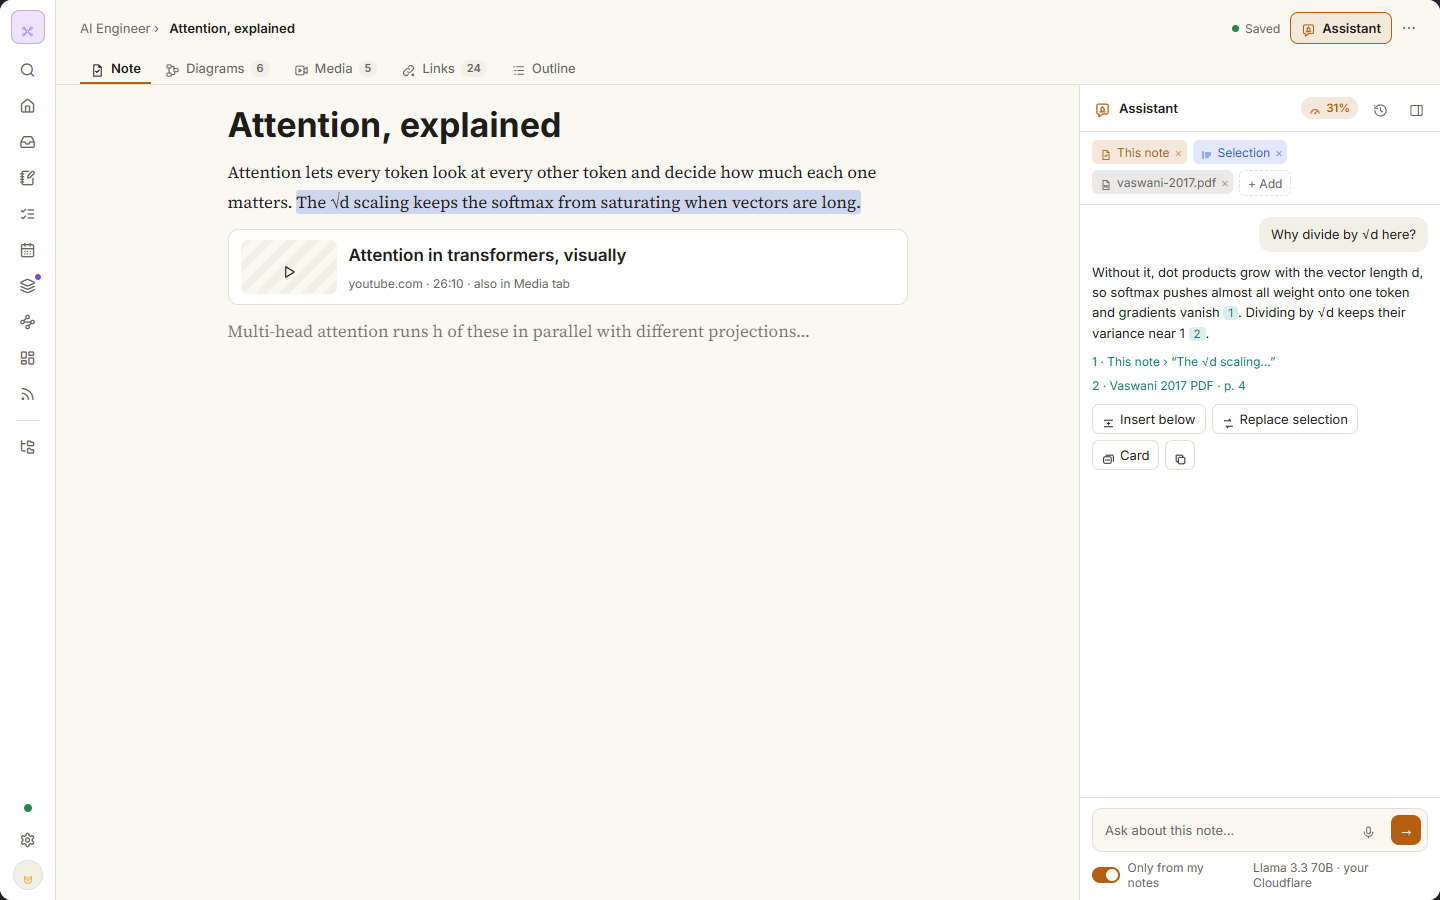 AI Engineer › Attention, explained
Saved
Assistant
Note
Diagrams 6
Media 5
Links 24
Outline
Attention, explained
Attention lets every token look at every other token and decide how much each one
matters. The √d scaling keeps the softmax from saturating when vectors are long.
Attention in transformers, visually
youtube.com · 26:10 · also in Media tab
Multi-head attention runs h of these in parallel with different projections...
Assistant
31%
This note ×
Selection ×
vaswani-2017.pdf ×
+ Add
Why divide by √d here?
Without it, dot products grow with the vector length d,
so softmax pushes almost all weight onto one token
and gradients vanish 1. Dividing by √d keeps their
variance near 1 2.
1 · This note › “The √d scaling...”
2 · Vaswani 2017 PDF · p. 4
Insert below
Replace selection
Card
Ask about this note...
Only from my
notes
Llama 3.3 70B · your
Cloudflare